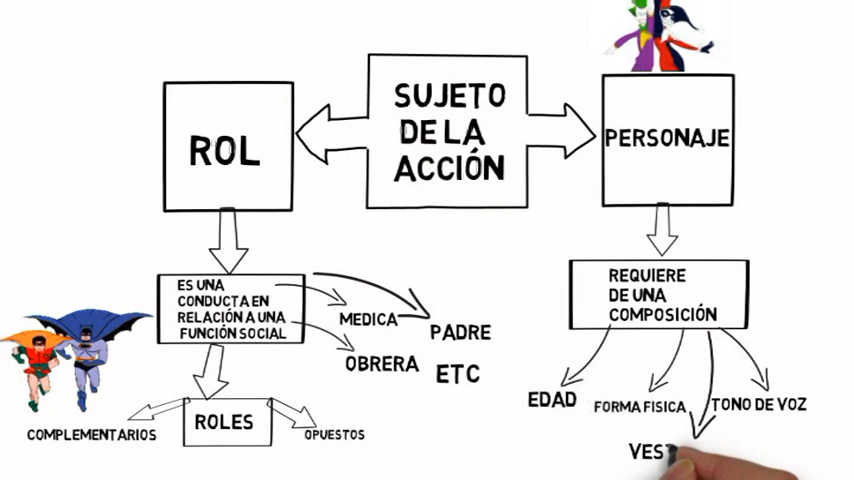 SUJETO
DE LA
ACCIÓN
ROL
PERSONAJE
ES UNA
CONDUCTA EN
RELACIÓN A UNA
FUNCIÓN SOCIAL
MEDICA
PADRE
OBRERA
ETC
ROLES
COMPLEMENTARIOS
OPUESTOS
REQUIERE
DE UNA
COMPOSICIÓN
EDAD
FORMA FISICA
TONO DE VOZ
VES